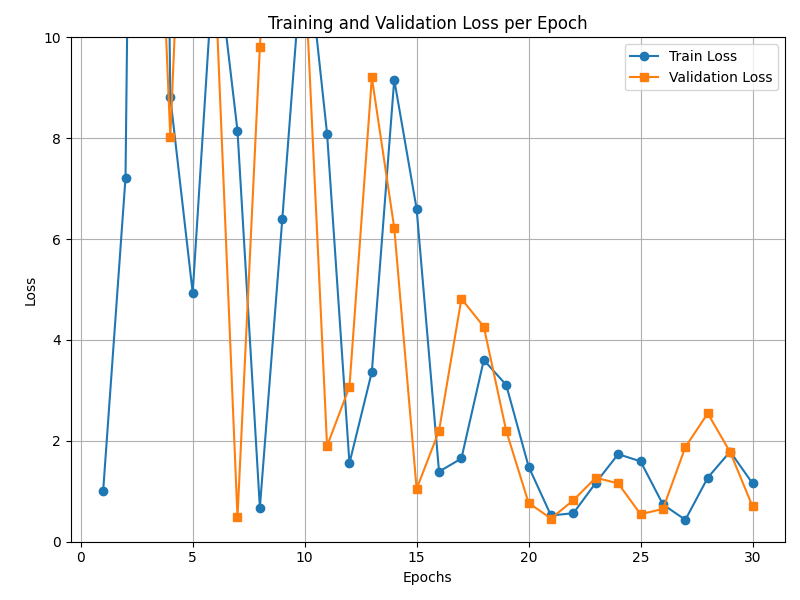 Training and Validation Loss per Epoch
Train Loss
Validation Loss
10
8
6
4
2
0
Loss
0 5 10 15 20 25 30
Epochs